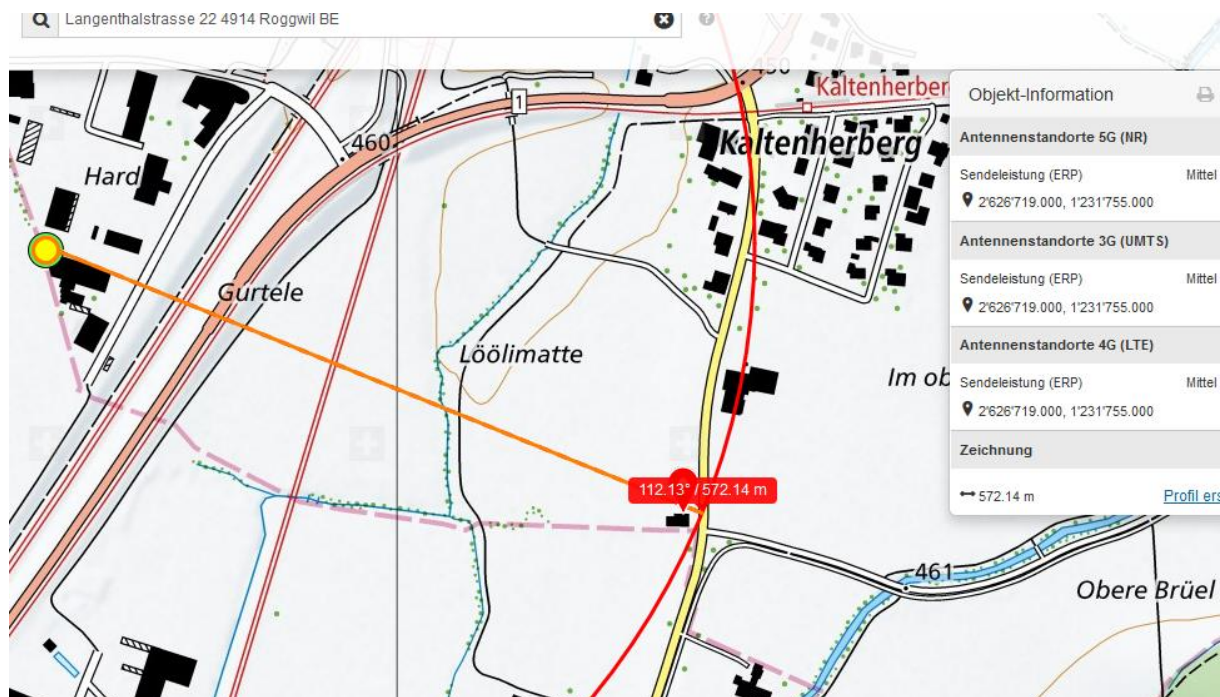 Langenthalstrasse 22 4914 Roggwil BE
450
Kaltenherber
Objekt-Information
1
Antennenstandorte 5G (NR)
460
Kaltenherberg
Hard
Sendeleistung (ERP) Mittel
2'626'719.000, 1'231'755.000
Antennenstandorte 3G (UMTS)
Sendeleistung (ERP) Mittel
Gurtele
2'626'719.000, 1'231'755.000
Antennenstandorte 4G (LTE)
Löölimatte
Im ob
Sendeleistung (ERP) Mittel
2'626'719.000, 1'231'755.000
Zeichnung
112.13° / 572.14 m
572.14 m Profil ers
461
Obere Brüel